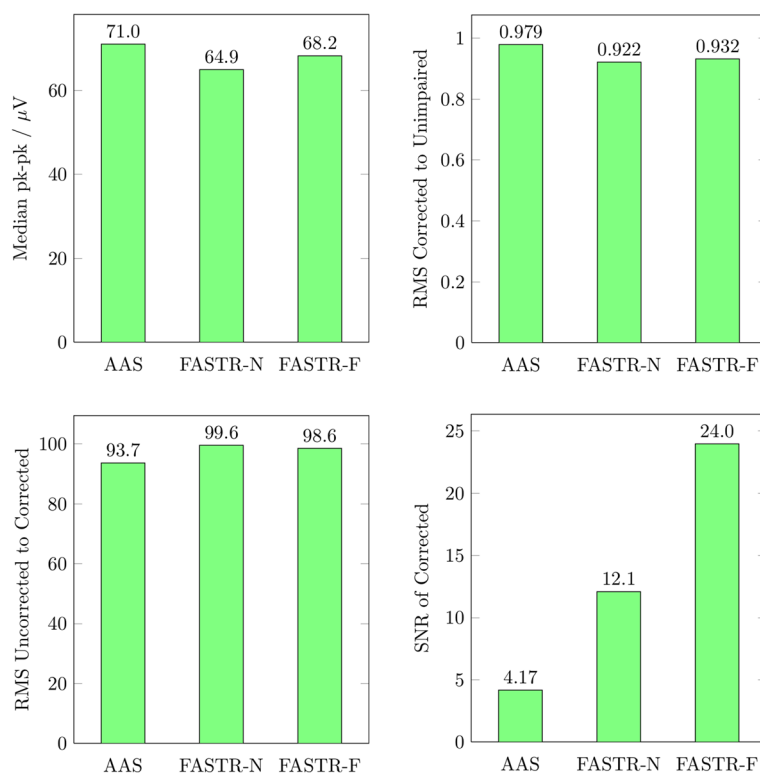 71.0
64.9
68.2
60
40
20
0
Median pk-pk / μV
AAS
FASTR-N
FASTR-F
0.979
0.922
0.932
1
0.8
0.6
0.4
0.2
0
RMS Corrected to Unimpaired
AAS
FASTR-N
FASTR-F
93.7
99.6
98.6
100
80
60
40
20
0
RMS Uncorrected to Corrected
AAS
FASTR-N
FASTR-F
4.17
12.1
24.0
25
20
15
10
5
0
SNR of Corrected
AAS
FASTR-N
FASTR-F